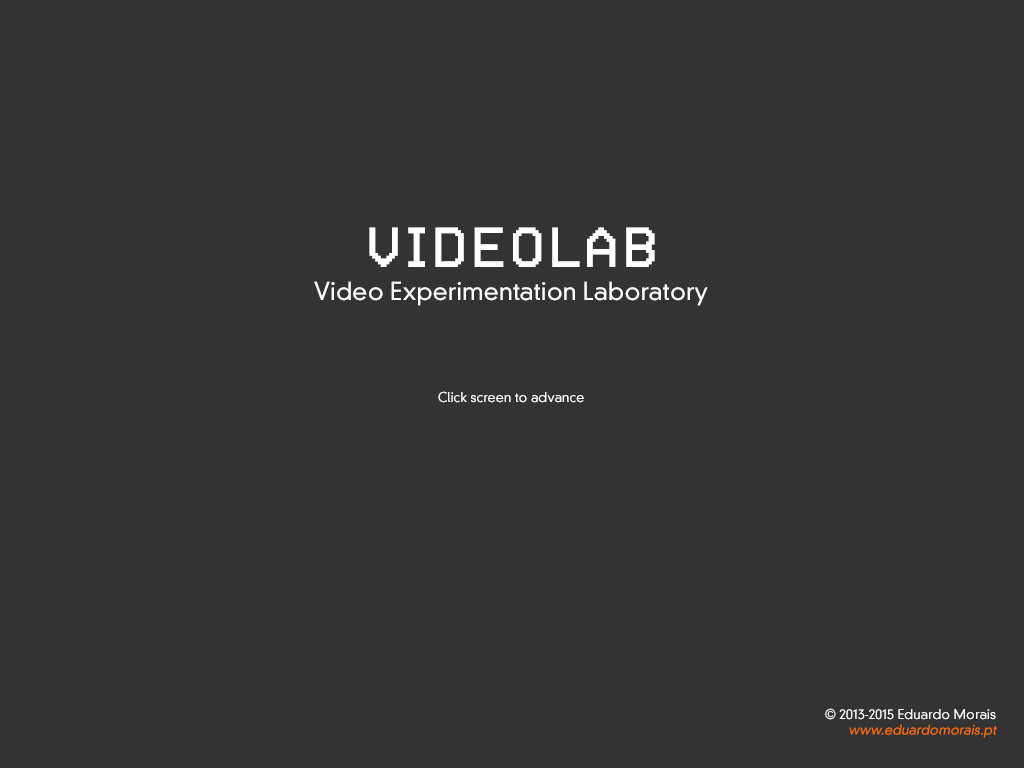 VIDEOLAB
Video Experimentation Laboratory
Click screen to advance
© 2013-2015 Eduardo Morais
www.eduardomorais.pt